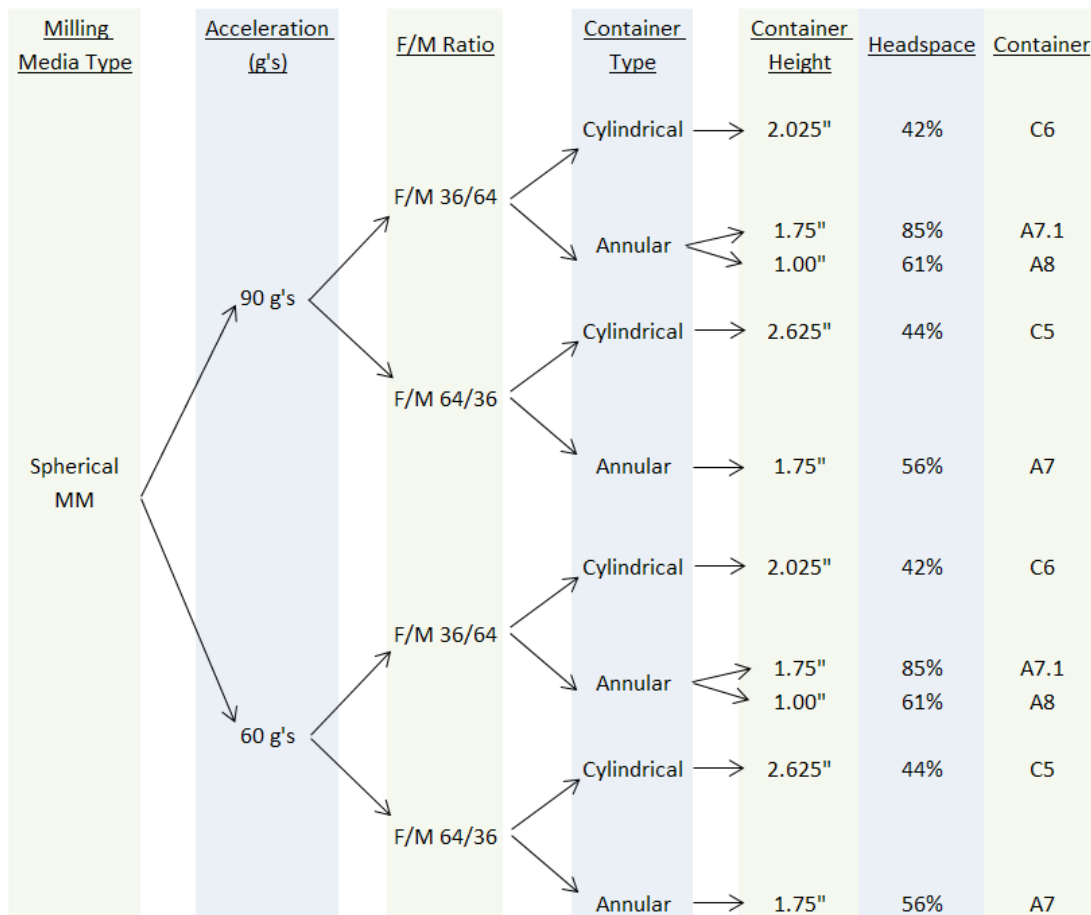 Milling Media Type
Acceleration (g's)
F/M Ratio
Container Type
Container Height
Headspace
Container
Cylindrical 2.025" 42% C6
F/M 36/64
Annular 1.75" 85% A7.1
1.00" 61% A8
90 g's
Cylindrical 2.625" 44% C5
F/M 64/36
Annular 1.75" 56% A7
Spherical MM
Cylindrical 2.025" 42% C6
F/M 36/64
Annular 1.75" 85% A7.1
1.00" 61% A8
60 g's
Cylindrical 2.625" 44% C5
F/M 64/36
Annular 1.75" 56% A7